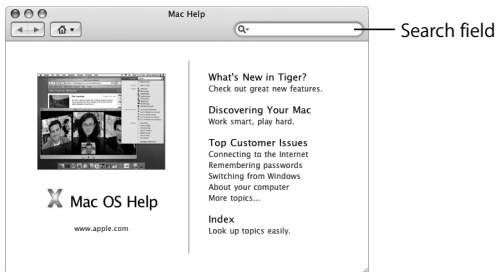 Mac Help
Search field
What's New in Tiger?
Check out great new features.
Discovering Your Mac
Work smart, play hard.
Top Customer Issues
Connecting to the Internet
Remembering passwords
Switching from Windows
About your computer
More topics...
Index
Look up topics easily.
Mac OS Help
www.apple.com